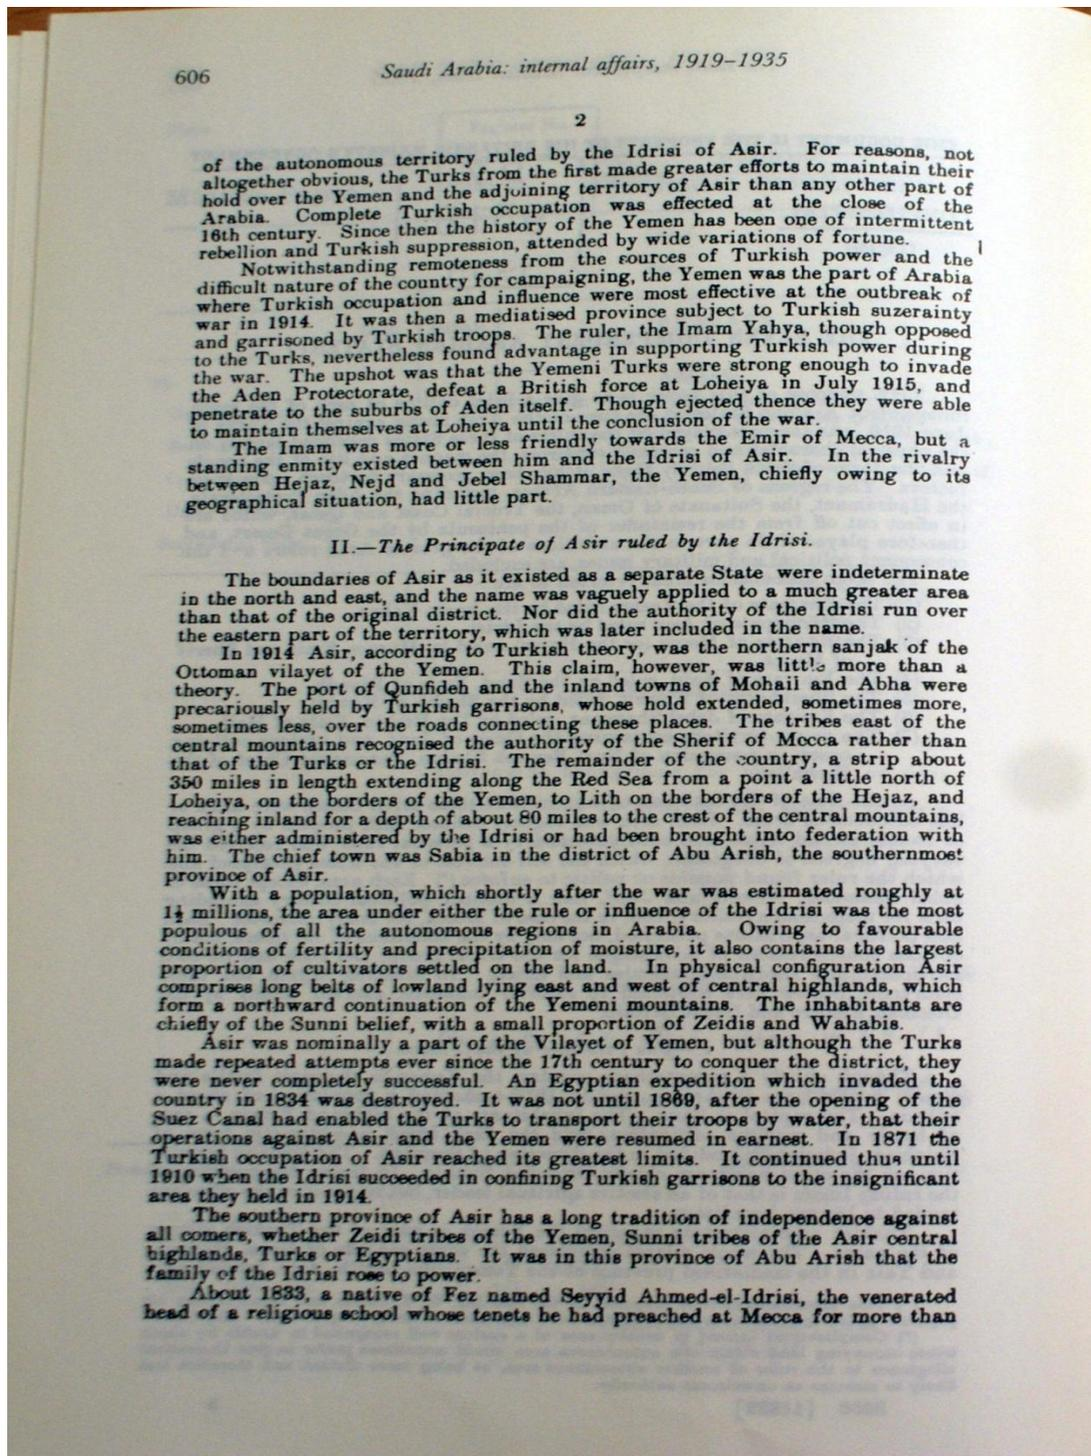 606
Saudi Arabia: internal affairs, 1919–1935
2
of the autonomous territory ruled by the Idrisi of Asir. For reasons, not
altogether obvious, the Turks from the first made greater efforts to maintain their
hold over the Yemen and the adjoining territory of Asir than any other part of
Arabia. Complete Turkish occupation was effected at the close of the
16th century. Since then the history of the Yemen has been one of intermittent
rebellion and Turkish suppression, attended by wide variations of fortune.
Notwithstanding remoteness from the sources of Turkish power and the
difficult nature of the country for campaigning, the Yemen was the part of Arabia
where Turkish occupation and influence were most effective at the outbreak of
war in 1914. It was then a mediatised province subject to Turkish suzerainty
and garrisoned by Turkish troops. The ruler, the Imam Yahya, though opposed
to the Turks, nevertheless found advantage in supporting Turkish power during
the war. The upshot was that the Yemeni Turks were strong enough to invade
the Aden Protectorate, defeat a British force at Loheiya in July 1915, and
penetrate to the suburbs of Aden itself. Though ejected thence they were able
to maintain themselves at Loheiya until the conclusion of the war.
The Imam was more or less friendly towards the Emir of Mecca, but a
standing enmity existed between him and the Idrisi of Asir. In the rivalry
between Hejaz, Nejd and Jebel Shammar, the Yemen, chiefly owing to its
geographical situation, had little part.
II.—The Principate of Asir ruled by the Idrisi.
The boundaries of Asir as it existed as a separate State were indeterminate
in the north and east, and the name was vaguely applied to a much greater area
than that of the original district. Nor did the authority of the Idrisi run over
the eastern part of the territory, which was later included in the name.
In 1914 Asir, according to Turkish theory, was the northern sanjak of the
Ottoman vilayet of the Yemen. This claim, however, was little more than a
theory. The port of Qunfideh and the inland towns of Mohail and Abha were
precariously held by Turkish garrisons, whose hold extended, sometimes more,
sometimes less, over the roads connecting these places. The tribes east of the
central mountains recognised the authority of the Sherif of Mecca rather than
that of the Turks or the Idrisi. The remainder of the country, a strip about
350 miles in length extending along the Red Sea from a point a little north of
Loheiya, on the borders of the Yemen, to Lith on the borders of the Hejaz, and
reaching inland for a depth of about 80 miles to the crest of the central mountains,
was either administered by the Idrisi or had been brought into federation with
him. The chief town was Sabia in the district of Abu Arish, the southernmost
province of Asir.
With a population, which shortly after the war was estimated roughly at
1½ millions, the area under either the rule or influence of the Idrisi was the most
populous of all the autonomous regions in Arabia. Owing to favourable
conditions of fertility and precipitation of moisture, it also contains the largest
proportion of cultivators settled on the land. In physical configuration Asir
comprises long belts of lowland lying east and west of central highlands, which
form a northward continuation of the Yemeni mountains. The inhabitants are
chiefly of the Sunni belief, with a small proportion of Zeidis and Wahabis.
Asir was nominally a part of the Vilayet of Yemen, but although the Turks
made repeated attempts ever since the 17th century to conquer the district, they
were never completely successful. An Egyptian expedition which invaded the
country in 1834 was destroyed. It was not until 1869, after the opening of the
Suez Canal had enabled the Turks to transport their troops by water, that their
operations against Asir and the Yemen were resumed in earnest. In 1871 the
Turkish occupation of Asir reached its greatest limits. It continued thus until
1910 when the Idrisi succeeded in confining Turkish garrisons to the insignificant
area they held in 1914.
The southern province of Asir has a long tradition of independence against
all comers, whether Zeidi tribes of the Yemen, Sunni tribes of the Asir central
highlands, Turks or Egyptians. It was in this province of Abu Arish that the
family of the Idrisi rose to power.
About 1833, a native of Fez named Seyyid Ahmed-el-Idrisi, the venerated
head of a religious school whose tenets he had preached at Mecca for more than